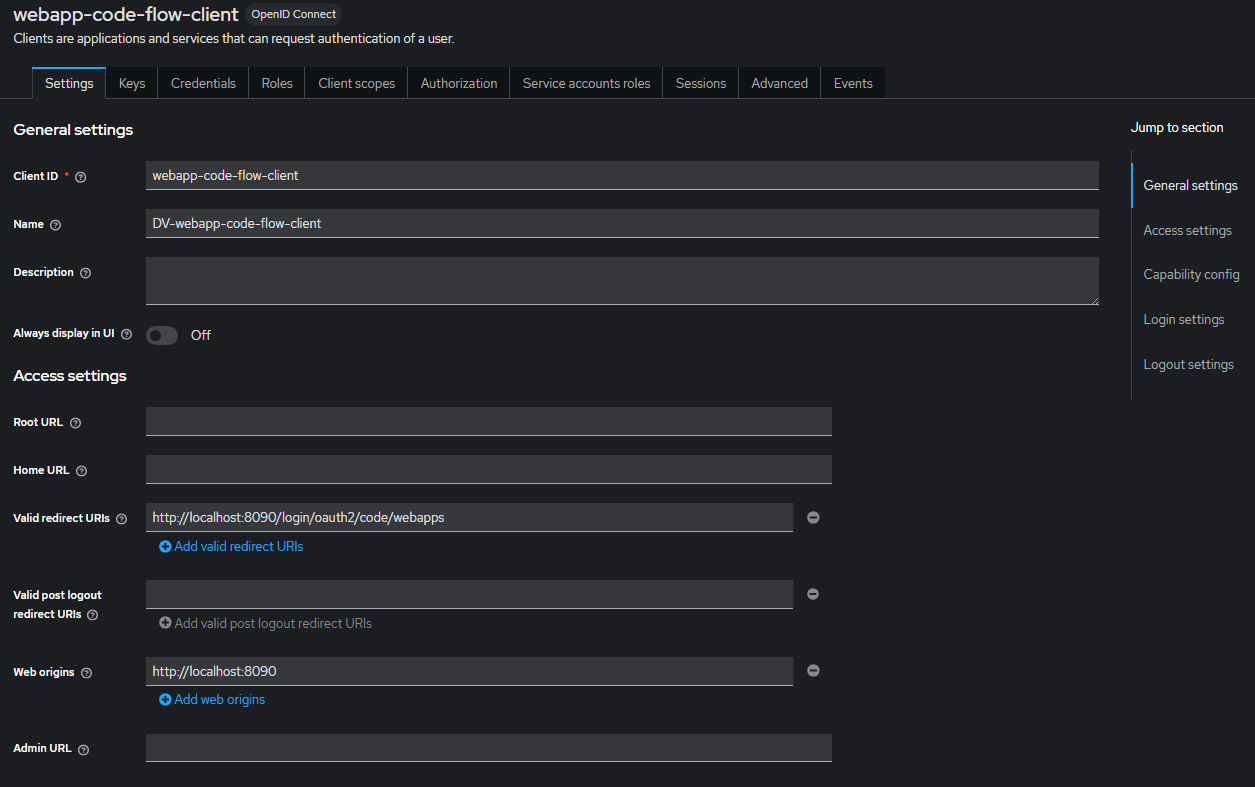 webapp-code-flow-client OpenID Connect
Clients are applications and services that can request authentication of a user.
Settings Keys Credentials Roles Client scopes Authorization Service accounts roles Sessions Advanced Events
General settings
Client ID * webapp-code-flow-client
Name DV-webapp-code-flow-client
Description
Always display in UI Off
Access settings
Root URL
Home URL
Valid redirect URIs http://localhost:8090/login/oauth2/code/webapps
Add valid redirect URIs
Valid post logout
redirect URIs
Add valid post logout redirect URIs
Web origins http://localhost:8090
Add web origins
Admin URL
Jump to section
General settings
Access settings
Capability config
Login settings
Logout settings